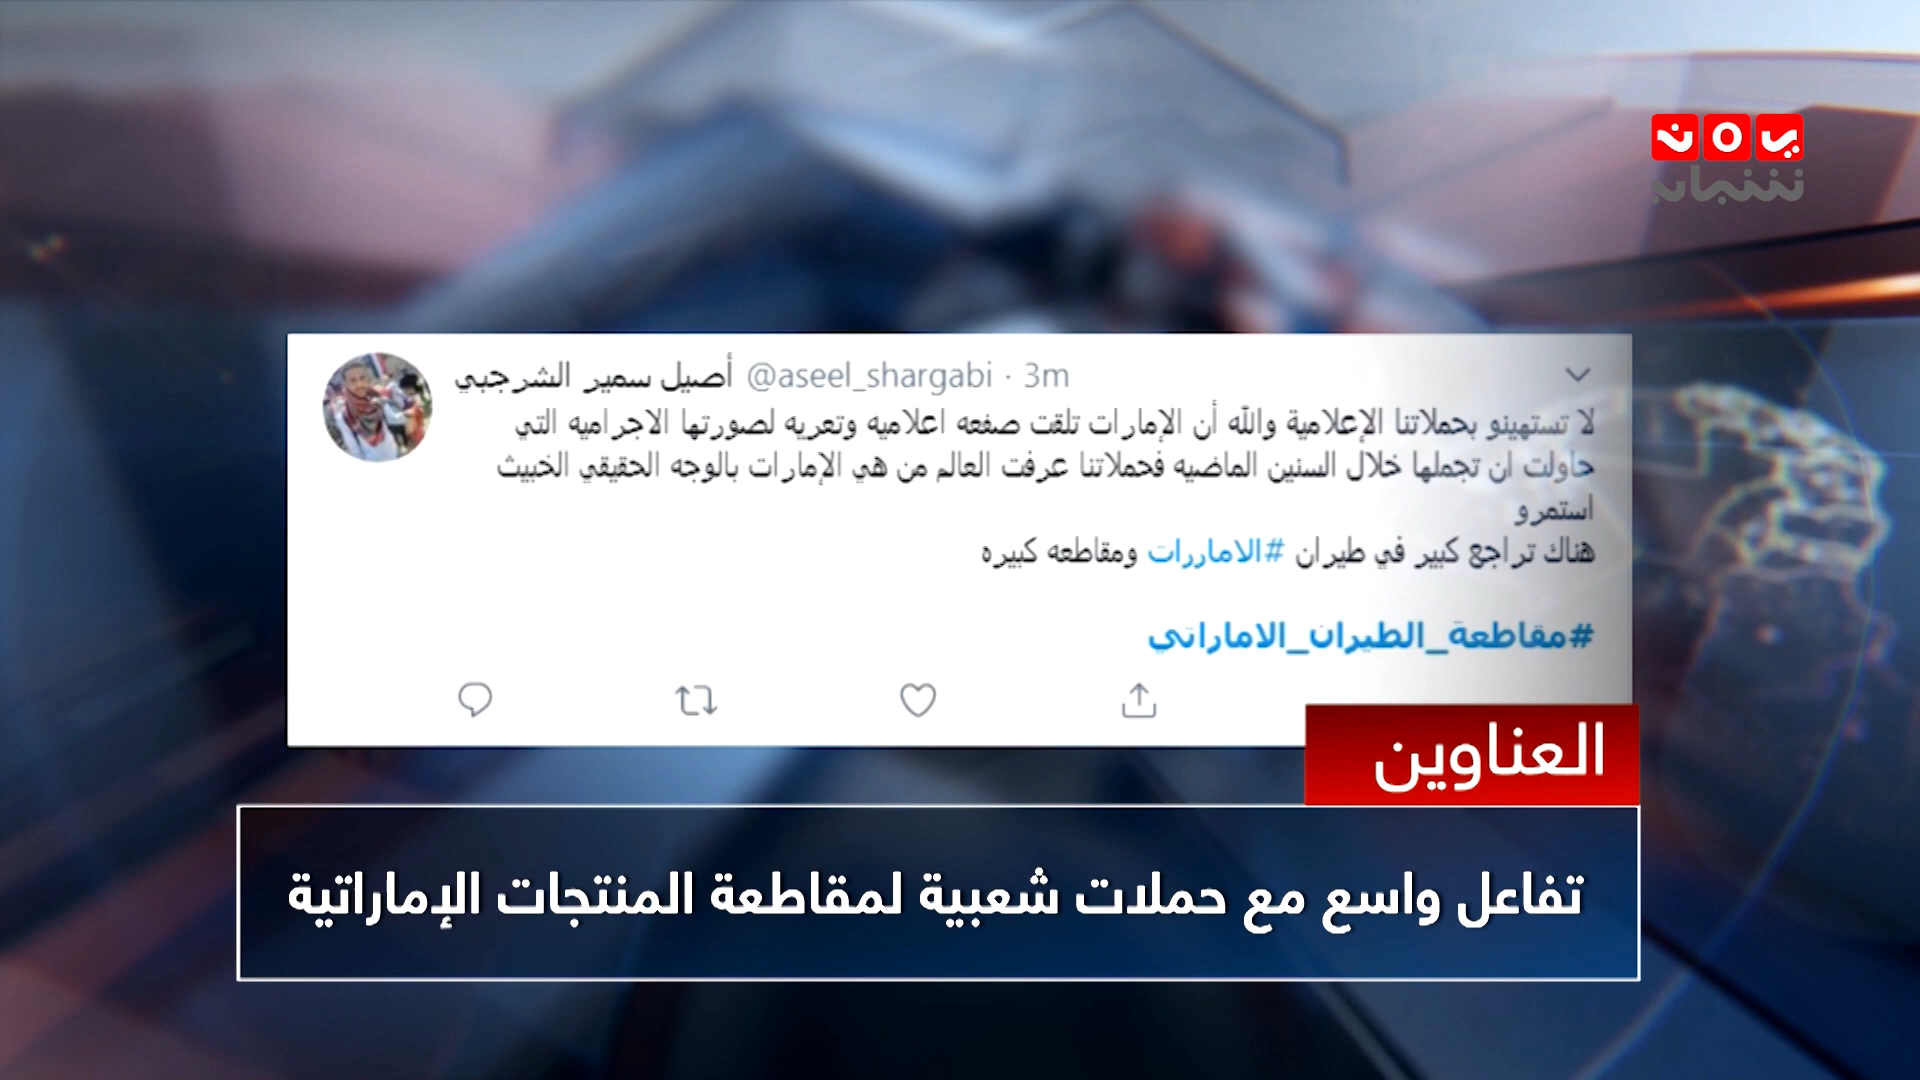 يمن
شباب
أصيل سمير الشرجبي @aseel_shargabi · 3m
لا تستهينو بحملاتنا الإعلامية والله أن الإمارات تلقت صفعه اعلاميه وتعريه لصورتها الاجراميه التي
حاولت ان تجملها خلال السنين الماضيه فحملاتنا عرفت العالم من هي الإمارات بالوجه الحقيقي الخبيث
استمرو
هناك تراجع كبير في طيران #الاماررات ومقاطعه كبيره
#مقاطعة_الطيران_الاماراتي
العناوين
تفاعل واسع مع حملات شعبية لمقاطعة المنتجات الإماراتية